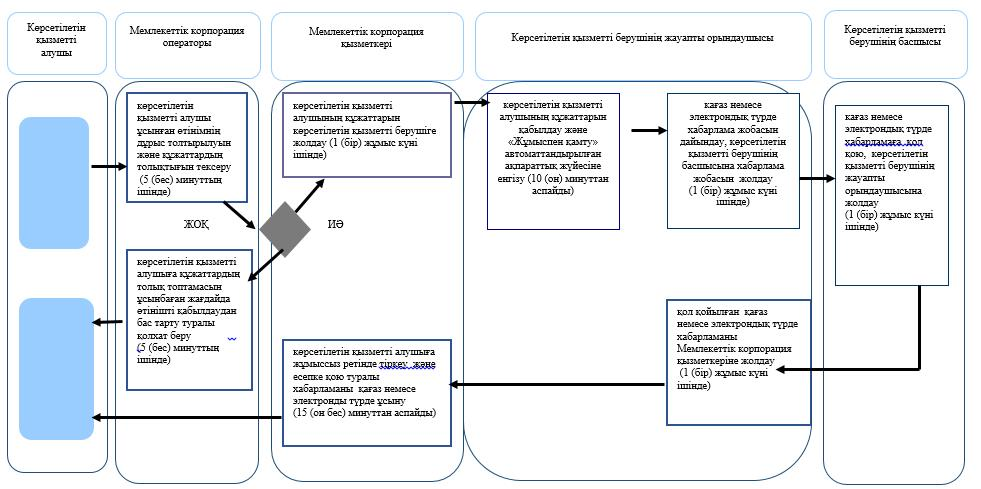 Көрсетілетін
қызметті
алушы
Мемлекеттік корпорация
операторы
Мемлекеттік корпорация
қызметкері
Көрсетілетін қызметті берушінің жауапты орындаушысы
Көрсетілетін қызметті
берушінің басшысы
көрсетілетін
қызметті алушы
ұсынған өтінімнің
дұрыс толтырылуын
және құжаттардың
толықтығын тексеру
(5 (бес) минуттың
ішінде)
көрсетілетін қызметті
алушының құжаттарын
көрсетілетін қызметті берушіге
жолдау (1 (бір) жұмыс күні
ішінде)
көрсетілетін қызметті
алушының құжаттарын
қабылдау және
«Жұмыспен қамту»
автоматтандырылған
ақпараттық жүйесіне
енгізу (10 (он) минуттан
аспайды)
қағаз немесе
электрондық түрде
хабарлама жобасын
дайындау, көрсетілетін
қызметті берушінің
басшысына хабарлама
жобасын жолдау
(1 (бір) жұмыс күні
ішінде)
қағаз немесе
электрондық түрде
хабарламаға қол
қою, көрсетілетін
қызметті берушінің
жауапты
орындаушысына
жолдау
(1 (бір) жұмыс күні
ішінде)
ЖОҚ
ИӘ
көрсетілетін қызметті
алушыға құжаттардың
толық топтамасын
ұсынбаған жағдайда
өтінішті қабылдаудан
бас тарту туралы
қолхат беру
(5 (бес) минуттың
ішінде)
көрсетілетін қызметті алушыға
жұмыссыз ретінде тіркеу және
есепке қою туралы
хабарламаны қағаз немесе
электронды түрде ұсыну
(15 (он бес) минуттан аспайды)
қол қойылған қағаз
немесе электрондық түрде
хабарламаны
Мемлекеттік корпорация
қызметкеріне жолдау
(1 (бір) жұмыс күні
ішінде)